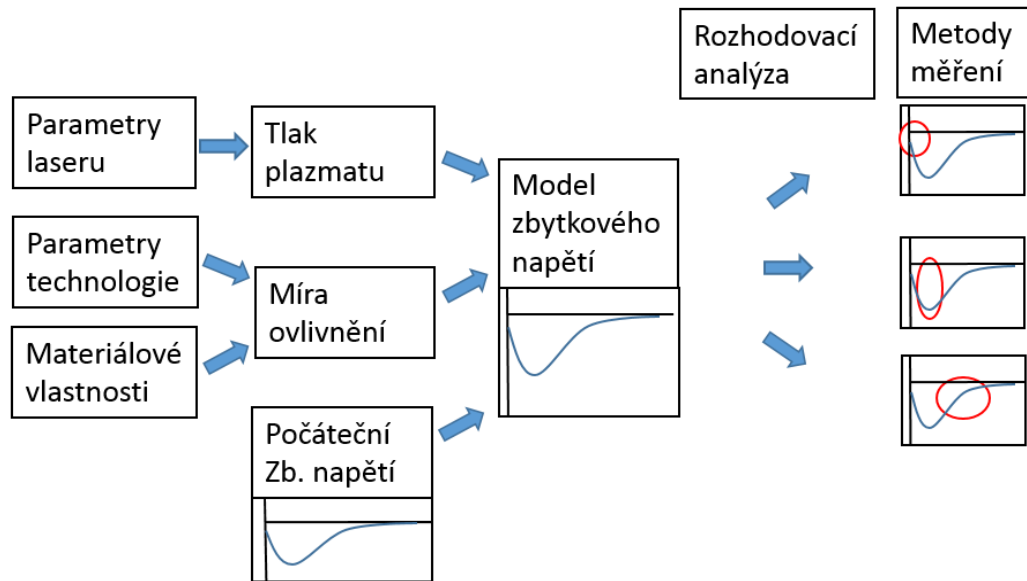 Parametry
laseru
Tlak
plazmatu
Parametry
technologie
Materiálové
vlastnosti
Míra
ovlivnění
Počáteční
Zb. napětí
Model
zbytkového
napětí
Rozhodovací
analýza
Metody
měření